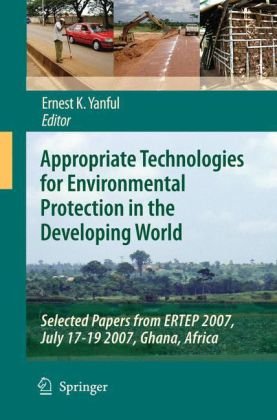 Ernest K. Yanful
Editor
Appropriate Technologies
for Environmental
Protection in the
Developing World
Selected Papers from ERTEP 2007,
July 17-19 2007, Ghana, Africa
Springer